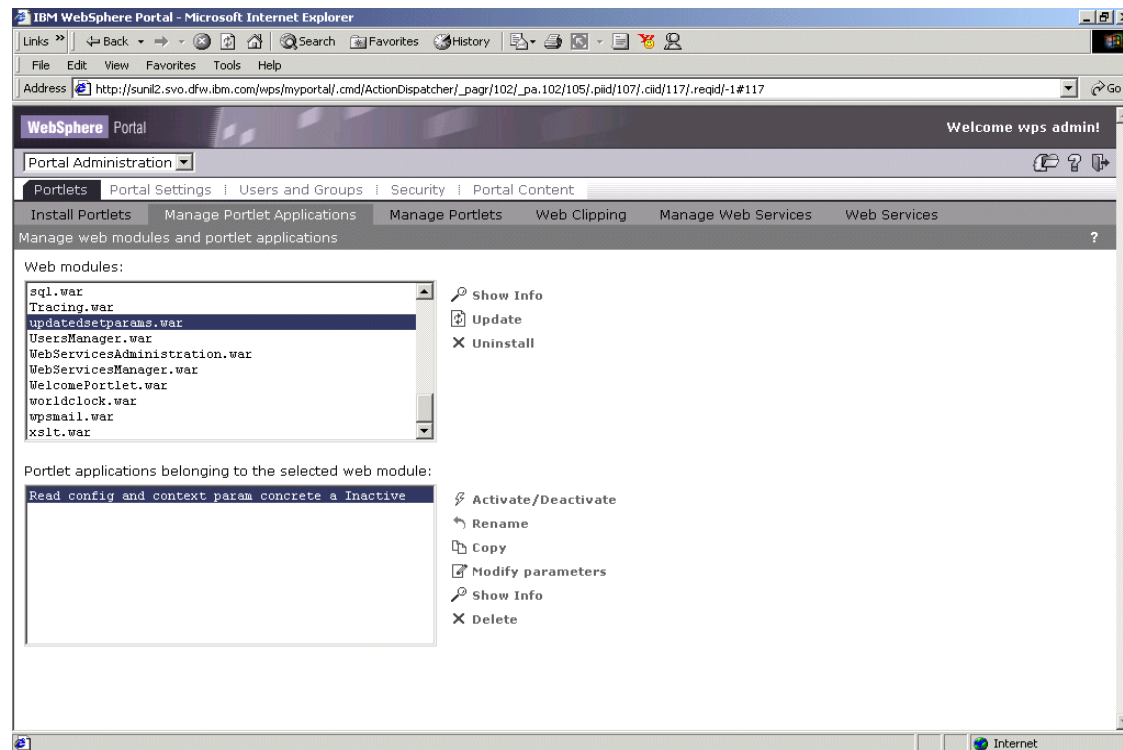 IBM WebSphere Portal - Microsoft Internet Explorer
Links » Back Search Favorites History
File Edit View Favorites Tools Help
Address http://sunil2.svo.dfw.ibm.com/wps/myportal/.cmd/ActionDispatcher/_pagr/102/_pa.102/105/.piid/107/.ciid/117/.reqid/-1#117 Go
WebSphere Portal Welcome wps admin!
Portal Administration ?
Portlets Portal Settings | Users and Groups | Security | Portal Content
Install Portlets Manage Portlet Applications Manage Portlets Web Clipping Manage Web Services Web Services
Manage web modules and portlet applications ?
Web modules:
sql.war
Tracing.war
updatedsetparams.war
UsersManager.war
WebServicesAdministration.war
WebServicesManager.war
WelcomePortlet.war
worldclock.war
wpsmail.war
xslt.war
Show Info
Update
Uninstall
Portlet applications belonging to the selected web module:
Read config and context param concrete a Inactive
Activate/Deactivate
Rename
Copy
Modify parameters
Show Info
Delete
Internet